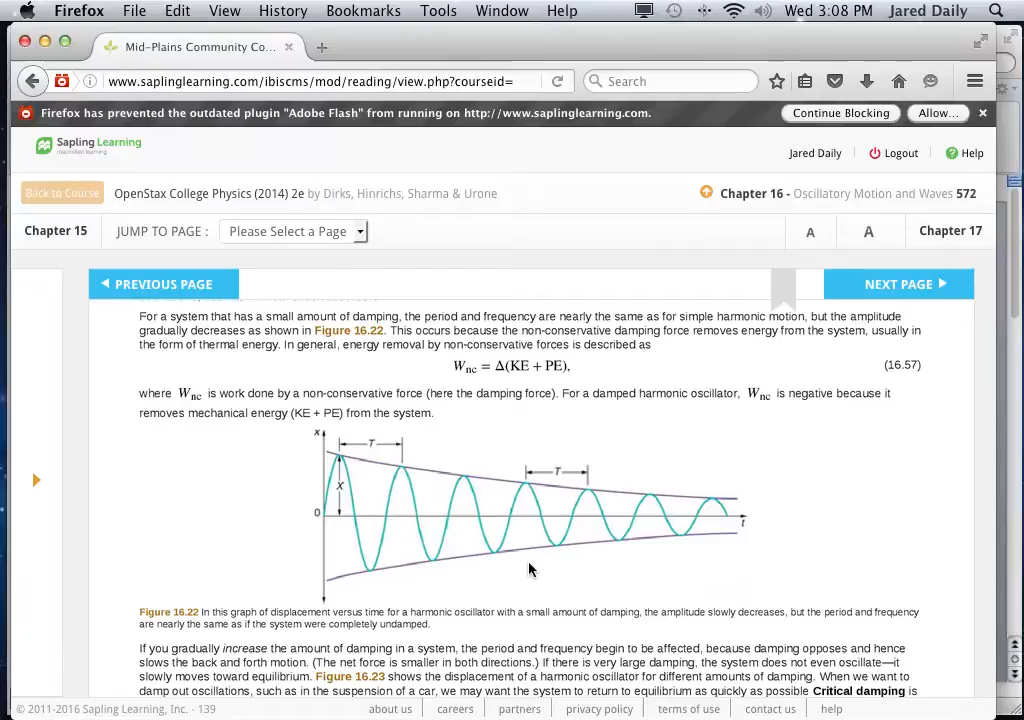 Firefox File Edit View History Bookmarks Tools Window Help Wed 3:08 PM Jared Daily
Mid-Plains Community Co...
www.saplinglearning.com/ibiscms/mod/reading/view.php?courseid=
Search
Firefox has prevented the outdated plugin "Adobe Flash" from running on http://www.saplinglearning.com.
Continue Blocking
Allow...
Sapling Learning
macmillan learning
Jared Daily
Logout
Help
Back to Course
OpenStax College Physics (2014) 2e by Dirks, Hinrichs, Sharma & Urone
Chapter 16 - Oscillatory Motion and Waves 572
Chapter 15
JUMP TO PAGE :
Please Select a Page
A
A
Chapter 17
PREVIOUS PAGE
NEXT PAGE
For a system that has a small amount of damping, the period and frequency are nearly the same as for simple harmonic motion, but the amplitude
gradually decreases as shown in Figure 16.22. This occurs because the non-conservative damping force removes energy from the system, usually in
the form of thermal energy. In general, energy removal by non-conservative forces is described as
Wnc = Δ(KE + PE),
(16.57)
where Wnc is work done by a non-conservative force (here the damping force). For a damped harmonic oscillator, Wnc is negative because it
removes mechanical energy (KE + PE) from the system.
x
T
T
X
0
t
Figure 16.22 In this graph of displacement versus time for a harmonic oscillator with a small amount of damping, the amplitude slowly decreases, but the period and frequency
are nearly the same as if the system were completely undamped.
If you gradually increase the amount of damping in a system, the period and frequency begin to be affected, because damping opposes and hence
slows the back and forth motion. (The net force is smaller in both directions.) If there is very large damping, the system does not even oscillate—it
slowly moves toward equilibrium. Figure 16.23 shows the displacement of a harmonic oscillator for different amounts of damping. When we want to
damp out oscillations, such as in the suspension of a car, we may want the system to return to equilibrium as quickly as possible Critical damping is
© 2011-2016 Sapling Learning, Inc. - 139
about us
careers
partners
privacy policy
terms of use
contact us
help